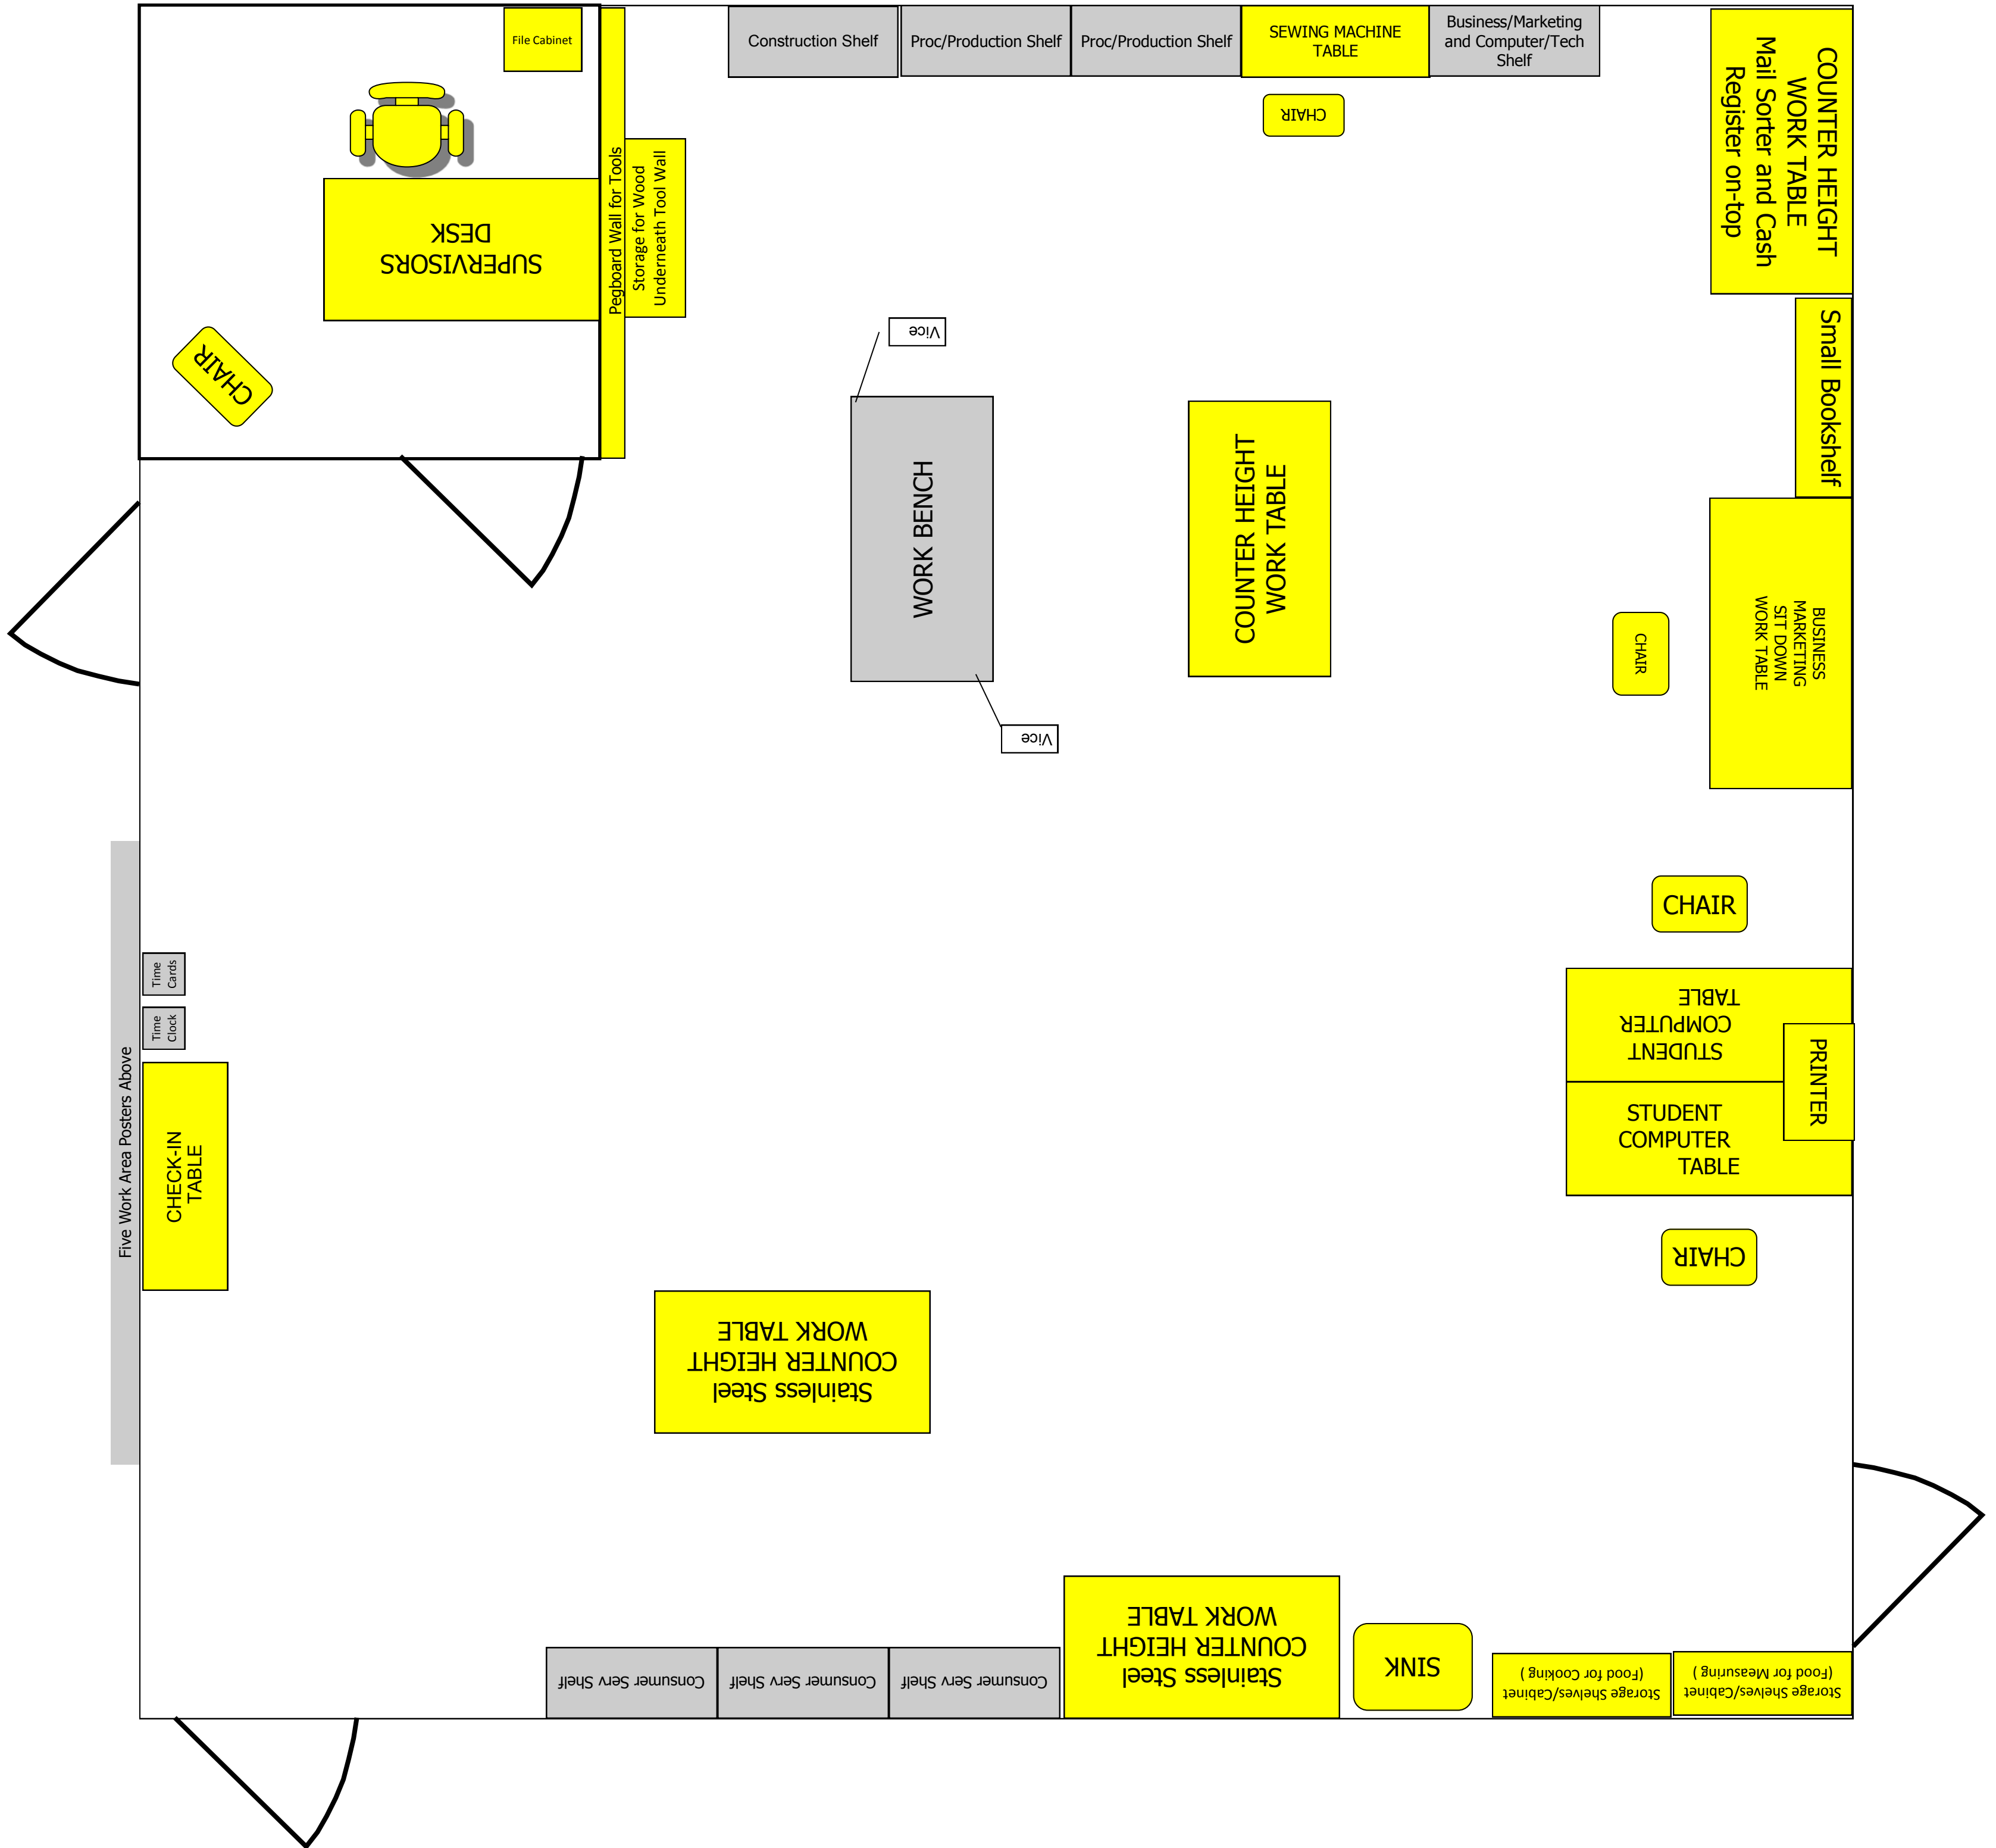 File Cabinet
Construction Shelf
Proc/Production Shelf
Proc/Production Shelf
SEWING MACHINE
TABLE
Business/Marketing
and Computer/Tech
Shelf
COUNTER HEIGHT
WORK TABLE
Mail Sorter and Cash
Register on-top
CHAIR
Pegboard Wall for Tools
Storage for Wood
Underneath Tool Wall
SUPERVISORS
DESK
CHAIR
Vice
Small Bookshelf
WORK BENCH
COUNTER HEIGHT
WORK TABLE
BUSINESS
MARKETING
SIT DOWN
WORK TABLE
CHAIR
Vice
CHAIR
Time
Cards
Time
Clock
STUDENT
COMPUTER
TABLE
PRINTER
STUDENT
COMPUTER
TABLE
Five Work Area Posters Above
CHECK-IN
TABLE
CHAIR
Stainless Steel
COUNTER HEIGHT
WORK TABLE
Consumer Serv Shelf
Consumer Serv Shelf
Consumer Serv Shelf
Stainless Steel
COUNTER HEIGHT
WORK TABLE
SINK
Storage Shelves/Cabinet
(Food for Cooking )
Storage Shelves/Cabinet
(Food for Measuring )